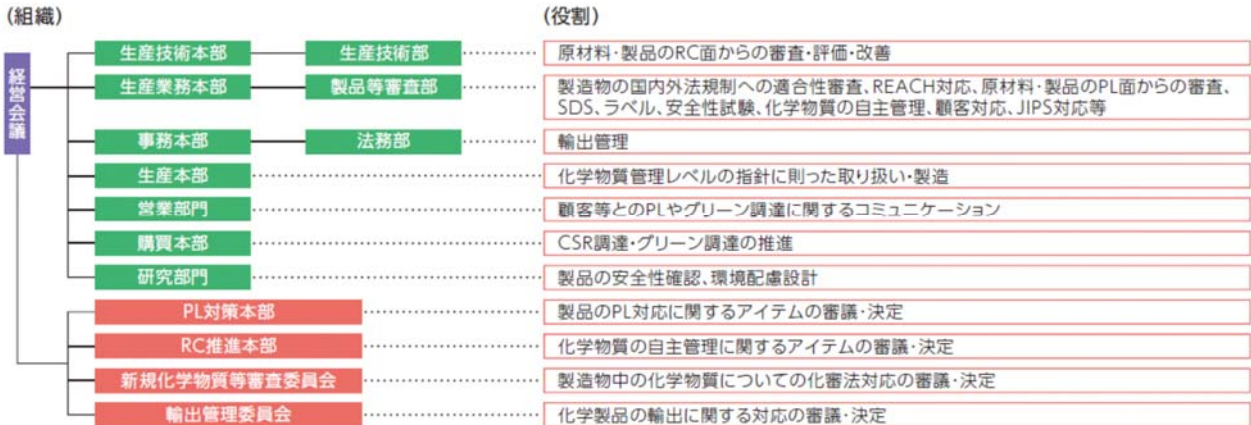 (組織) (役割)
経営会議
生産技術本部 生産技術部 原材料・製品のRC面からの審査・評価・改善
生産業務本部 製品等審査部 製造物の国内外法規制への適合性審査、REACH対応、原材料・製品のPL面からの審査、
SDS、ラベル、安全性試験、化学物質の自主管理、顧客対応、JIPS対応等
事務本部 法務部 輸出管理
生産本部 化学物質管理レベルの指針に則った取り扱い・製造
営業部門 顧客等とのPLやグリーン調達に関するコミュニケーション
購買本部 CSR調達・グリーン調達の推進
研究部門 製品の安全性確認、環境配慮設計
PL対策本部 製品のPL対応に関するアイテムの審議・決定
RC推進本部 化学物質の自主管理に関するアイテムの審議・決定
新規化学物質等審査委員会 製造物中の化学物質についての化審法対応の審議・決定
輸出管理委員会 化学製品の輸出に関する対応の審議・決定